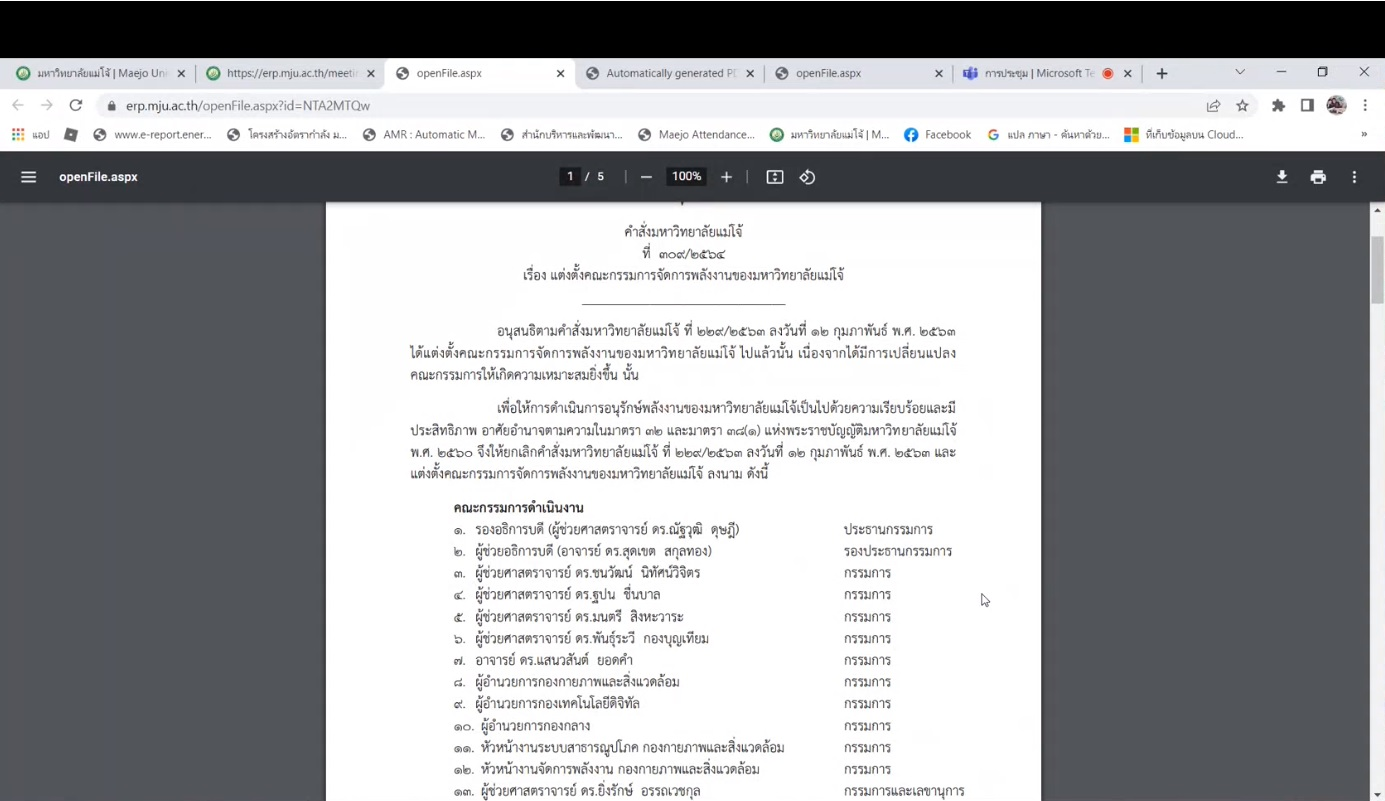 มหาวิทยาลัยแม่โจ้ | Maejo Un
https://erp.mju.ac.th/meeti
openFile.aspx
Automatically generated P
openFile.aspx
การประชุม | Microsoft Te
erp.mju.ac.th/openFile.aspx?id=NTA2MTQw
แอป
www.e-report.ener...
โครงสร้างอัตรากำลัง ม...
AMR : Automatic M...
สำนักบริหารและพัฒนา...
Maejo Attendance...
มหาวิทยาลัยแม่โจ้ | M...
Facebook
แปล ภาษา - ค้นหาด้วย...
ที่เก็บข้อมูลบน Cloud...
»
openFile.aspx
1 / 5
100%
คำสั่งมหาวิทยาลัยแม่โจ้
ที่ ๓๐๙/๒๕๖๔
เรื่อง แต่งตั้งคณะกรรมการจัดการพลังงานของมหาวิทยาลัยแม่โจ้
อนุสนธิตามคำสั่งมหาวิทยาลัยแม่โจ้ ที่ ๒๒๙/๒๕๖๓ ลงวันที่ ๑๒ กุมภาพันธ์ พ.ศ. ๒๕๖๓
ได้แต่งตั้งคณะกรรมการจัดการพลังงานของมหาวิทยาลัยแม่โจ้ ไปแล้วนั้น เนื่องจากได้มีการเปลี่ยนแปลง
คณะกรรมการให้เกิดความเหมาะสมยิ่งขึ้น นั้น
เพื่อให้การดำเนินการอนุรักษ์พลังงานของมหาวิทยาลัยแม่โจ้เป็นไปด้วยความเรียบร้อยและมี
ประสิทธิภาพ อาศัยอำนาจตามความในมาตรา ๓๒ และมาตรา ๓๘(๑) แห่งพระราชบัญญัติมหาวิทยาลัยแม่โจ้
พ.ศ. ๒๕๖๐ จึงให้ยกเลิกคำสั่งมหาวิทยาลัยแม่โจ้ ที่ ๒๒๙/๒๕๖๓ ลงวันที่ ๑๒ กุมภาพันธ์ พ.ศ. ๒๕๖๓ และ
แต่งตั้งคณะกรรมการจัดการพลังงานของมหาวิทยาลัยแม่โจ้ ลงนาม ดังนี้
คณะกรรมการดำเนินงาน
๑. รองอธิการบดี (ผู้ช่วยศาสตราจารย์ ดร.ณัฐวุฒิ ดุษฎี) ประธานกรรมการ
๒. ผู้ช่วยอธิการบดี (อาจารย์ ดร.สุดเขต สกุลทอง) รองประธานกรรมการ
๓. ผู้ช่วยศาสตราจารย์ ดร.ชนวัฒน์ นิทัศน์วิจิตร กรรมการ
๔. ผู้ช่วยศาสตราจารย์ ดร.ฐปน ชื่นบาล กรรมการ
๕. ผู้ช่วยศาสตราจารย์ ดร.มนตรี สิงหะวาระ กรรมการ
๖. ผู้ช่วยศาสตราจารย์ ดร.พันธุ์ระวี กองบุญเทียม กรรมการ
๗. อาจารย์ ดร.แสนวสันต์ ยอดคำ กรรมการ
๘. ผู้อำนวยการกองกายภาพและสิ่งแวดล้อม กรรมการ
๙. ผู้อำนวยการกองเทคโนโลยีดิจิทัล กรรมการ
๑๐. ผู้อำนวยการกองกลาง กรรมการ
๑๑. หัวหน้างานระบบสาธารณูปโภค กองกายภาพและสิ่งแวดล้อม กรรมการ
๑๒. หัวหน้างานจัดการพลังงาน กองกายภาพและสิ่งแวดล้อม กรรมการ
๑๓. ผู้ช่วยศาสตราจารย์ ดร.ยิ่งรักษ์ อรรถเวชกุล กรรมการและเลขานุการ